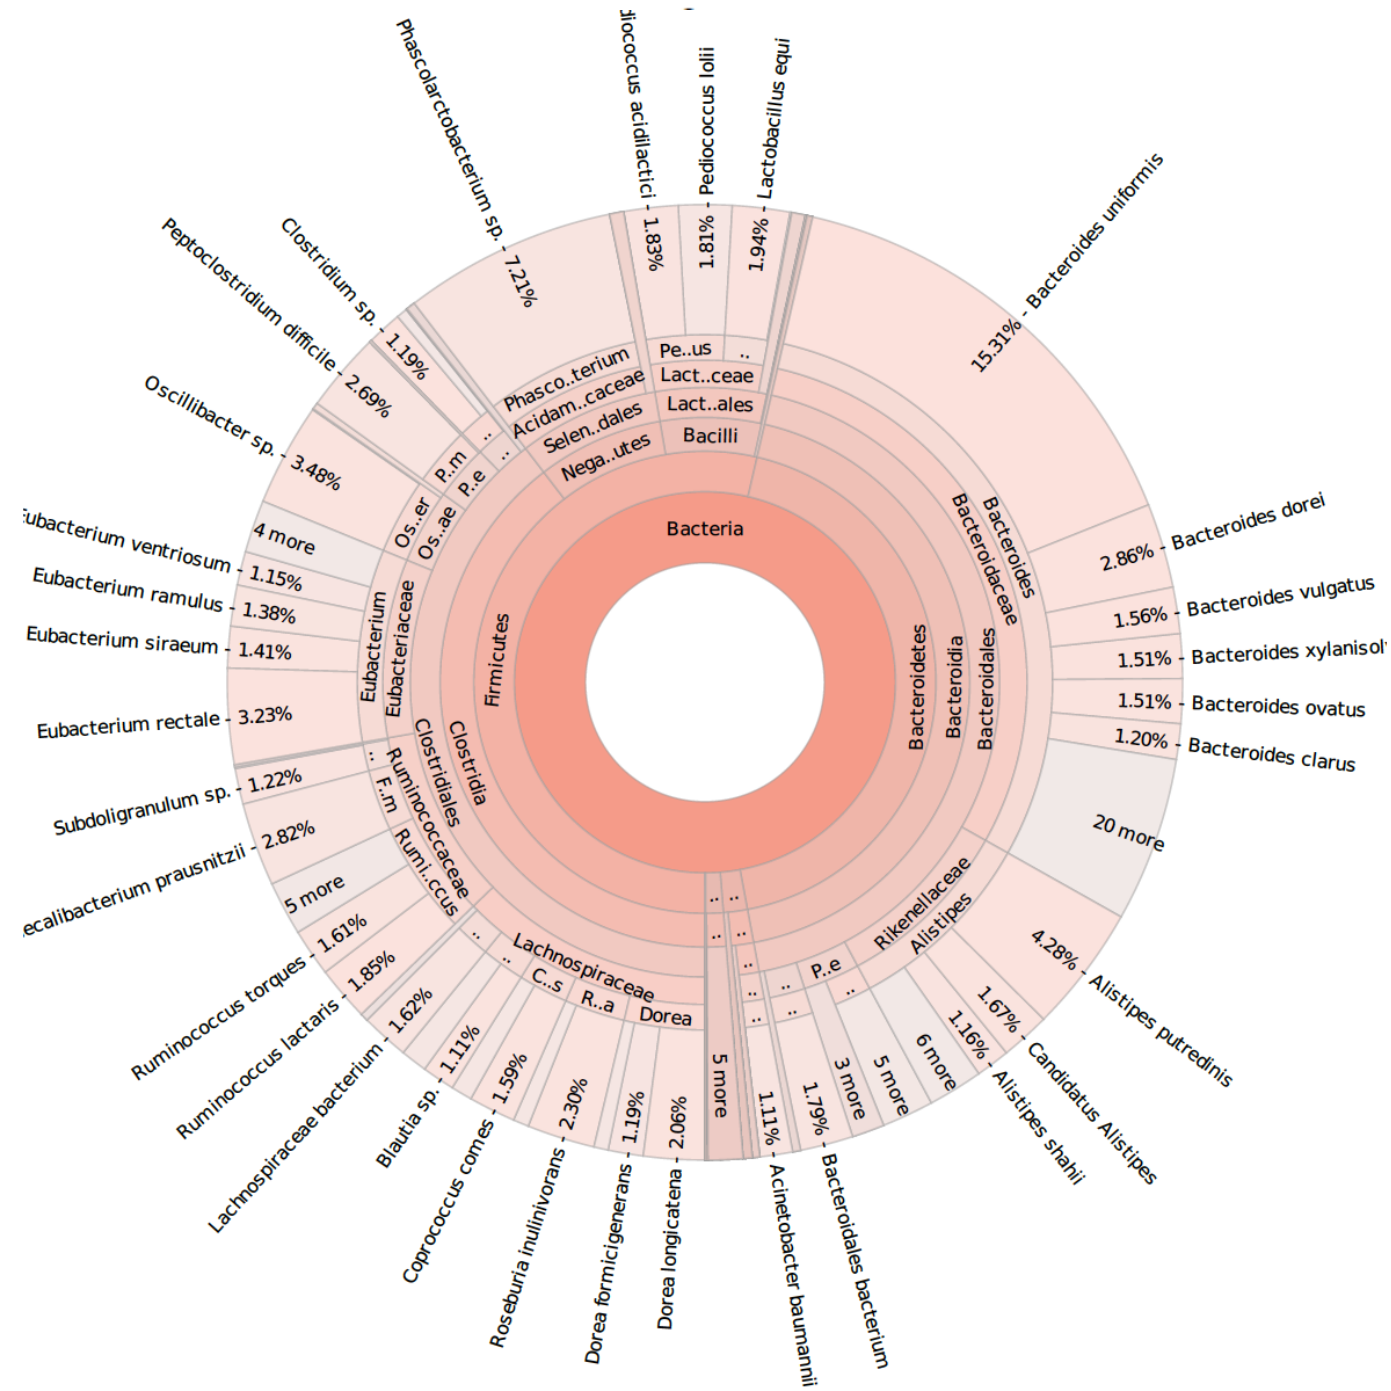 Phascolarctobacterium sp. - 7.21%
diococcus acidilactici - 1.83%
Pediococcus lolii - 1.81%
Lactobacillus equi - 1.94%
15.31% - Bacteroides uniformis
2.86% - Bacteroides dorei
1.56% - Bacteroides vulgatus
1.51% - Bacteroides xylanisol
1.51% - Bacteroides ovatus
1.20% - Bacteroides clarus
20 more
4.28% - Alistipes putredinis
1.67% - Candidatus Alistipes
1.16% - Alistipes shahii
6 more
5 more
3 more
1.79% - Bacteroidales bacterium
1.11% - Acinetobacter baumannii
5 more
2.06% - Dorea longicatena
1.19% - Dorea formicigenerans
2.30% - Roseburia inulinivorans
1.59% - Coprococcus comes
1.11% - Blautia sp.
1.62% - Lachnospiraceae bacterium
Ruminococcus lactaris - 1.85%
Ruminococcus torques - 1.61%
5 more
ecalibacterium prausnitzii - 2.82%
Subdoligranulum sp. - 1.22%
Eubacterium rectale - 3.23%
Eubacterium siraeum - 1.41%
Eubacterium ramulus - 1.38%
Eubacterium ventriosum - 1.15%
4 more
Oscillibacter sp. - 3.48%
Peptoclostridium difficile - 2.69%
Clostridium sp. - 1.19%
Phasco..terium
Acidam..caceae
Selen..dales
Nega..utes
Pe..us
..
Lact..ceae
Lact..ales
Bacilli
Bacteria
Firmicutes
Clostridia
Clostridiales
Bacteroidetes
Bacteroidia
Bacteroidales
Bacteroidaceae
Bacteroides
Rikenellaceae
Alistipes
P..e
..
..
..
..
..
..
..
..
..
..
..
Dorea
R..a
C..s
..
..
Lachnospiraceae
Rumi..ccus
Ruminococcaceae
F..m
..
Eubacteriaceae
Eubacterium
Os..ae
Os..er
P..e
P..m
..
..